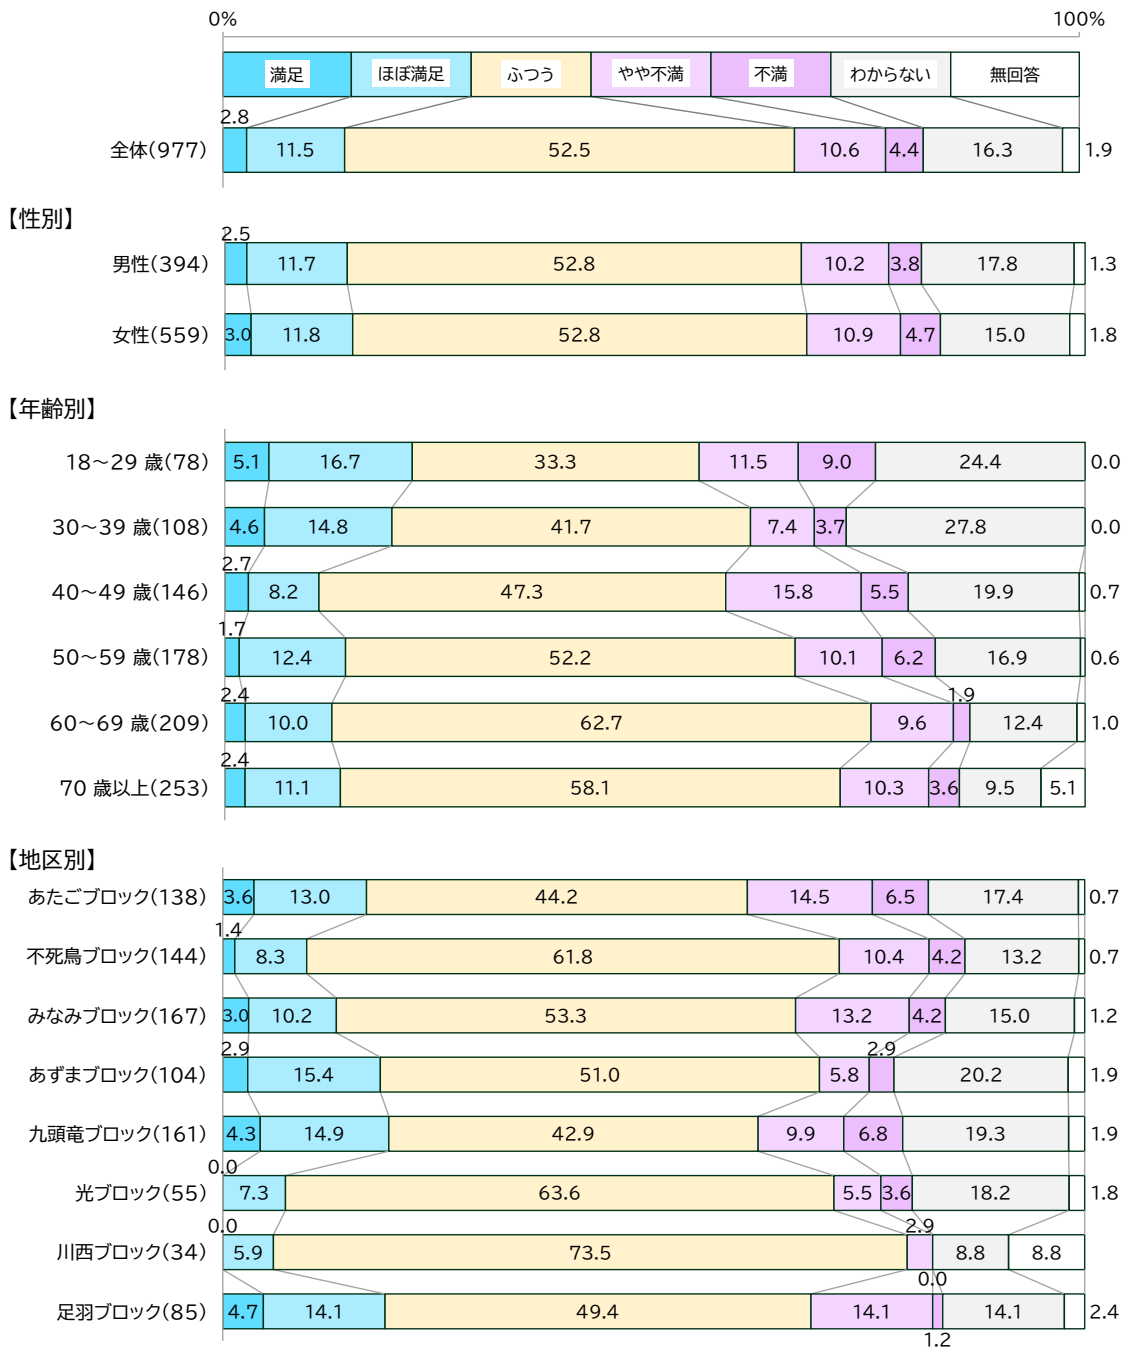 0% 100%
満足 ほぼ満足 ふつう やや不満 不満 わからない 無回答
2.8
全体(977) 11.5 52.5 10.6 4.4 16.3 1.9
【性別】
2.5
男性(394) 11.7 52.8 10.2 3.8 17.8 1.3
女性(559) 3.0 11.8 52.8 10.9 4.7 15.0 1.8
【年齢別】
18～29 歳(78) 5.1 16.7 33.3 11.5 9.0 24.4 0.0
30～39 歳(108) 4.6 14.8 41.7 7.4 3.7 27.8 0.0
2.7
40～49 歳(146) 8.2 47.3 15.8 5.5 19.9 0.7
1.7
50～59 歳(178) 12.4 52.2 10.1 6.2 16.9 0.6
2.4 1.9
60～69 歳(209) 10.0 62.7 9.6 12.4 1.0
2.4
70 歳以上(253) 11.1 58.1 10.3 3.6 9.5 5.1
【地区別】
あたごブロック(138) 3.6 13.0 44.2 14.5 6.5 17.4 0.7
1.4
不死鳥ブロック(144) 8.3 61.8 10.4 4.2 13.2 0.7
みなみブロック(167) 3.0 10.2 53.3 13.2 4.2 15.0 1.2
2.9 2.9
あずまブロック(104) 15.4 51.0 5.8 20.2 1.9
九頭竜ブロック(161) 4.3 14.9 42.9 9.9 6.8 19.3 1.9
0.0
光ブロック(55) 7.3 63.6 5.5 3.6 18.2 1.8
0.0 2.9
川西ブロック(34) 5.9 73.5 8.8 8.8
0.0
足羽ブロック(85) 4.7 14.1 49.4 14.1 14.1 2.4
1.2